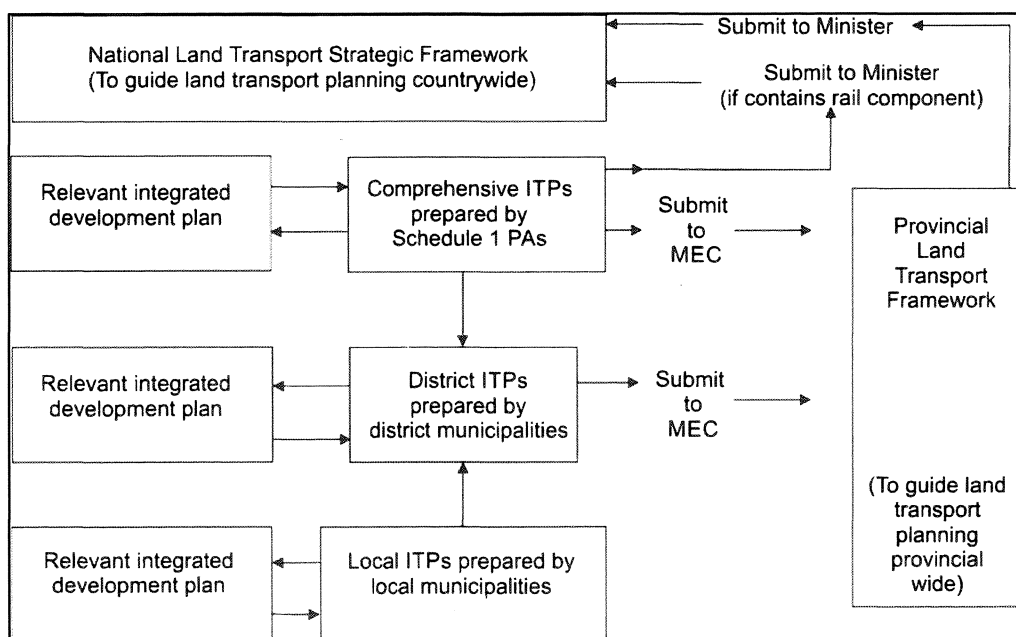 National Land Transport Strategic Framework
(To guide land transport planning countrywide)
Submit to Minister
Submit to Minister
(if contains rail component)
Relevant integrated
development plan
Comprehensive ITPs
prepared by
Schedule 1 PAs
Submit
to
MEC
Provincial
Land
Transport
Framework
Relevant integrated
development plan
District ITPs
prepared by
district municipalities
Submit
to
MEC
(To guide land
transport
planning
provincial
wide)
Relevant integrated
development plan
Local ITPs prepared by
local municipalities